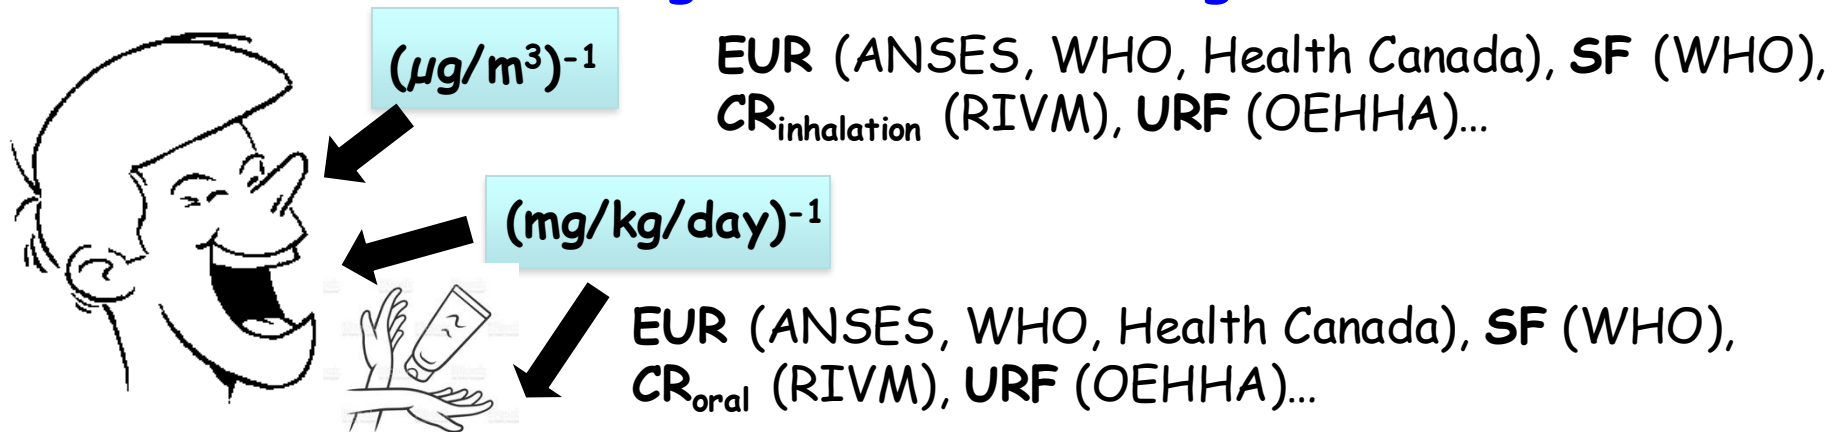 (µg/m³)⁻¹
EUR (ANSES, WHO, Health Canada), SF (WHO),
CRinhalation (RIVM), URF (OEHHA)...
(mg/kg/day)⁻¹
EUR (ANSES, WHO, Health Canada), SF (WHO),
CRoral (RIVM), URF (OEHHA)...